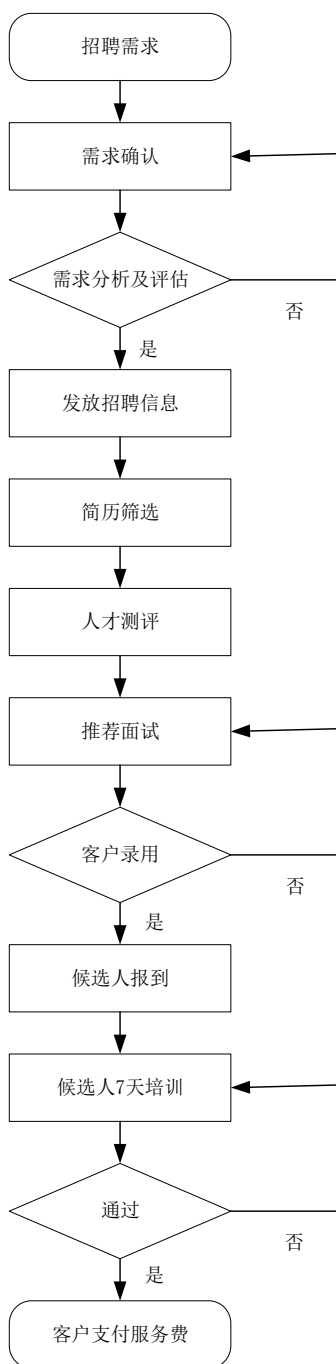 招聘需求
需求确认
需求分析及评估
否
是
发放招聘信息
简历筛选
人才测评
推荐面试
客户录用
否
是
候选人报到
候选人7天培训
通过
否
是
客户支付服务费